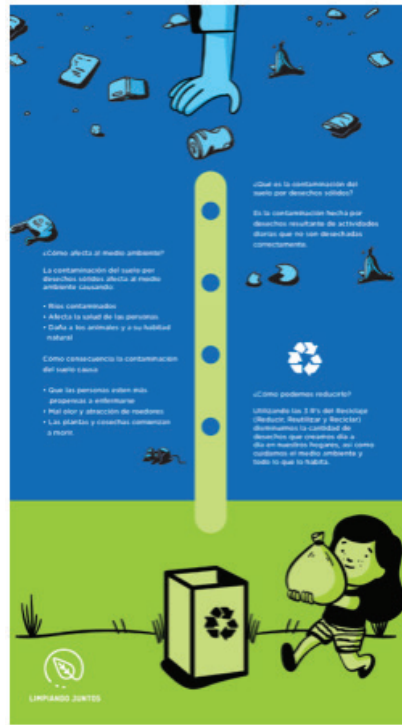 ¿Qué es la contaminación del
suelo por desechos sólidos?
Es la contaminación hecha por
desechos resultante de actividades
diarias que no son desechadas
correctamente.
¿Cómo afecta al medio ambiente?
La contaminación del suelo por
desechos sólidos afecta al medio
ambiente causando:
• Ríos contaminados
• Afecta la salud de las personas
• Daña a los animales y a su habitad
natural
Cómo consecuencia la contaminación
del suelo causa
• Que las personas esten más
propensas a enfermarse
• Mal olor y atracción de roedores
• Las plantas y cosechas comienzan
a morir.
¿Cómo podemos reducirlo?
Utilizando las 3 R's del Reciclaje
(Reducir, Reutilizar y Reciclar)
disminuimos la cantidad de
desechos que creamos día a
día en nuestros hogares, así como
cuidamos el medio ambiente y
todo lo que lo habita.
LIMPIANDO JUNTOS